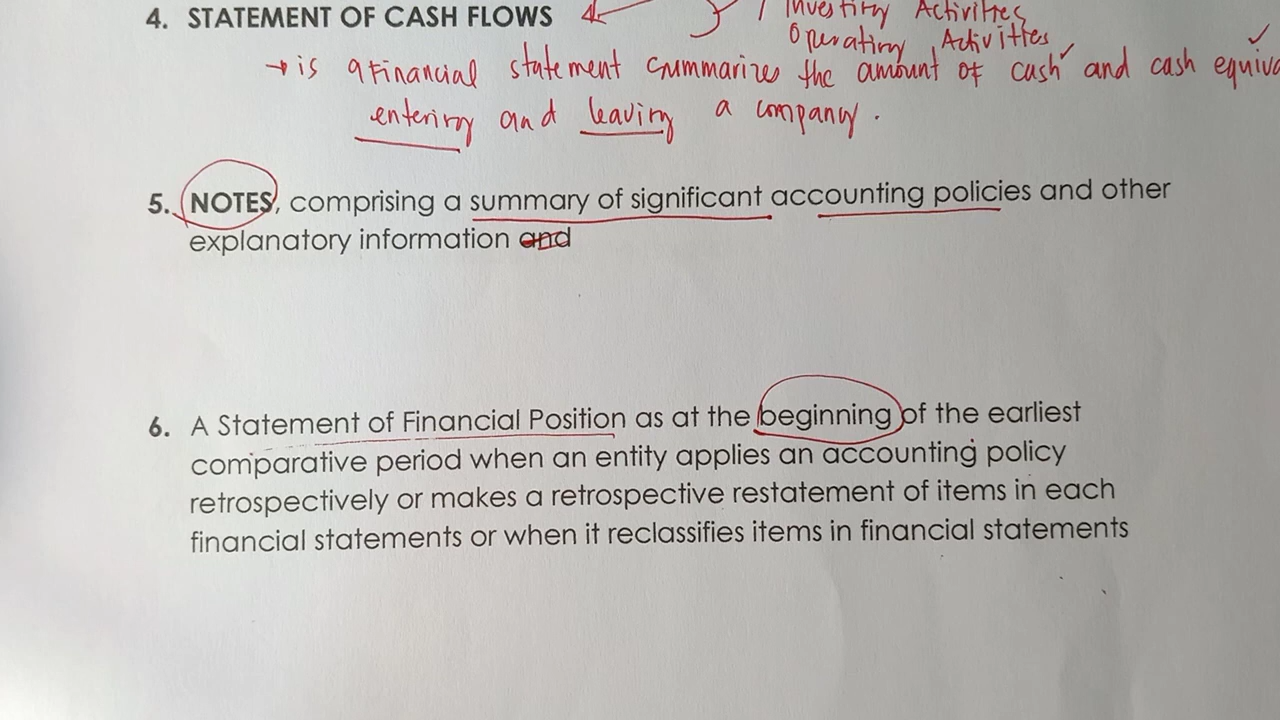 4. STATEMENT OF CASH FLOWS
Investing Activities
Operating Activities
→ is a Financial statement summarizes the amount of cash and cash equiva
entering and leaving a company.
5. NOTES, comprising a summary of significant accounting policies and other
explanatory information and
6. A Statement of Financial Position as at the beginning of the earliest
comparative period when an entity applies an accounting policy
retrospectively or makes a retrospective restatement of items in each
financial statements or when it reclassifies items in financial statements